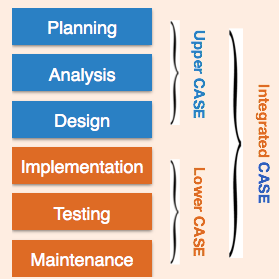 Planning
Analysis
Design
Implementation
Testing
Maintenance
Upper CASE
Lower CASE
Integrated CASE